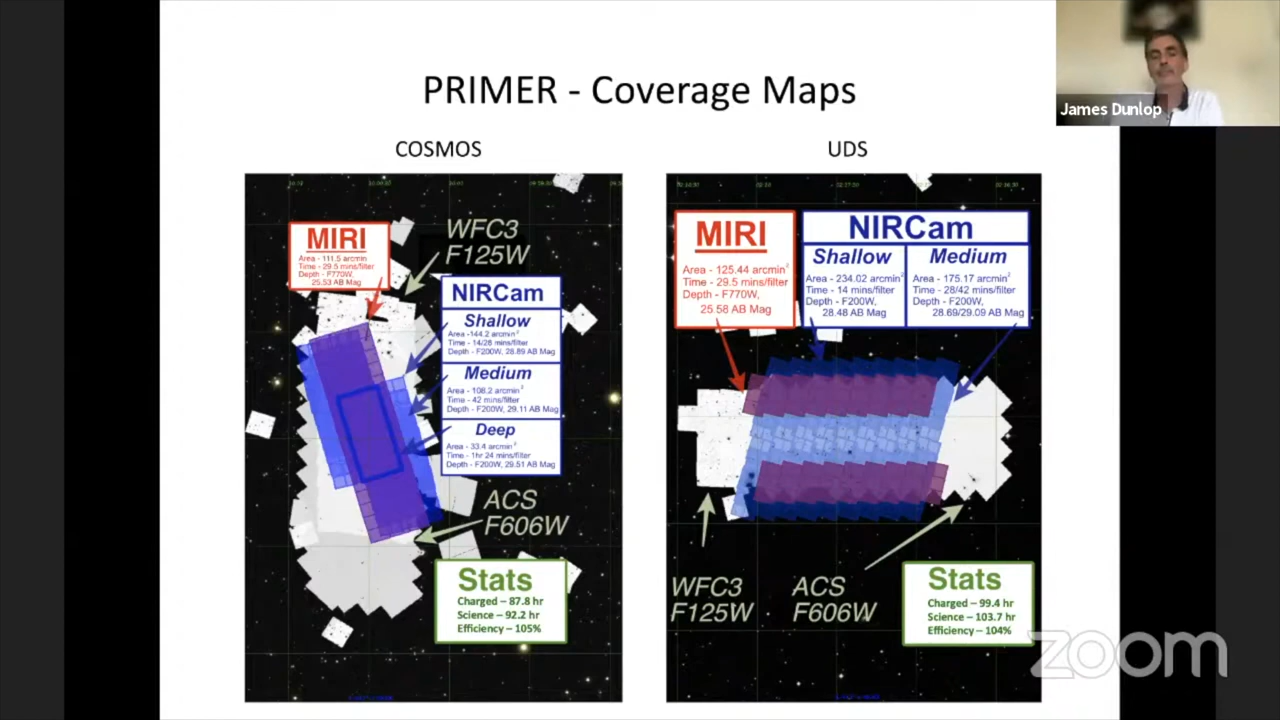 PRIMER - Coverage Maps
James Dunlop
COSMOS
UDS
MIRI
Area - 111.5 arcmin
Time - 29.5 mins/filter
Depth - F770W,
25.53 AB Mag
WFC3
F125W
NIRCam
Shallow
Area -144.2 arcmin²
Time - 14/28 mins/filter
Depth - F200W, 28.89 AB Mag
Medium
Area - 108.2 arcmin²
Time - 42 mins/filter
Depth - F200W, 29.11 AB Mag
Deep
Area - 33.4 arcmin²
Time - 1hr 24 mins/filter
Depth - F200W, 29.51 AB Mag
ACS
F606W
Stats
Charged – 87.8 hr
Science – 92.2 hr
Efficiency – 105%
MIRI
Area - 125.44 arcmin²
Time - 29.5 mins/filter
Depth - F770W,
25.58 AB Mag
NIRCam
Shallow
Area - 234.02 arcmin²
Time - 14 mins/filter
Depth - F200W,
28.48 AB Mag
Medium
Area - 175.17 arcmin²
Time - 28/42 mins/filter
Depth - F200W,
28.69/29.09 AB Mag
WFC3
F125W
ACS
F606W
Stats
Charged – 99.4 hr
Science – 103.7 hr
Efficiency – 104%
zoom